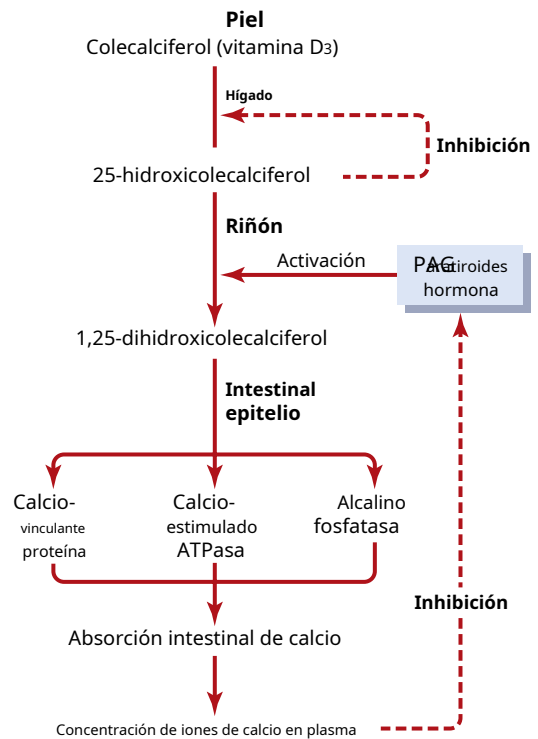 Piel
Colecalciferol (vitamina D3)
Hígado
Inhibición
25-hidroxicolecalciferol
Riñón
Activación
PAG
aratiroides
hormona
1,25-dihidroxicolecalciferol
Intestinal
epitelio
Calcio-
vinculante
proteína
Calcio-
estimulado
ATPasa
Alcalino
fosfatasa
Inhibición
Absorción intestinal de calcio
Concentración de iones de calcio en plasma